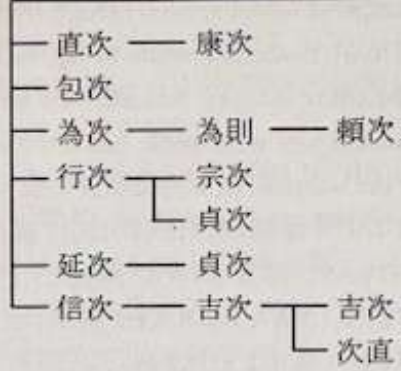 直次 康次
包次
為次 為則 頼次
行次 宗次
貞次
延次 貞次
信次 吉次 吉次
次直